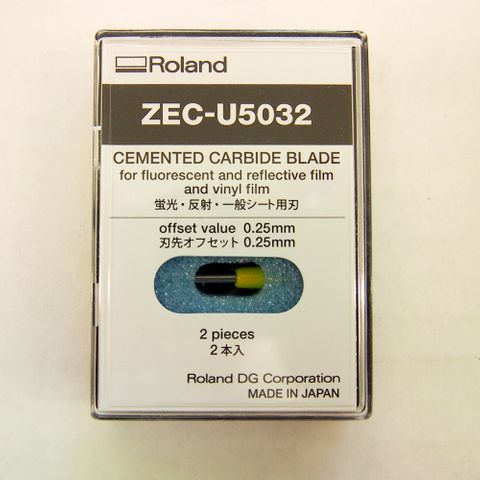 Roland
ZEC-U5032
CEMENTED CARBIDE BLADE
for fluorescent and reflective film
and vinyl film
蛍光・反射・一般シート用刃
offset value 0.25mm
刃先オフセット 0.25mm
2 pieces
2本入
Roland DG Corporation
MADE IN JAPAN